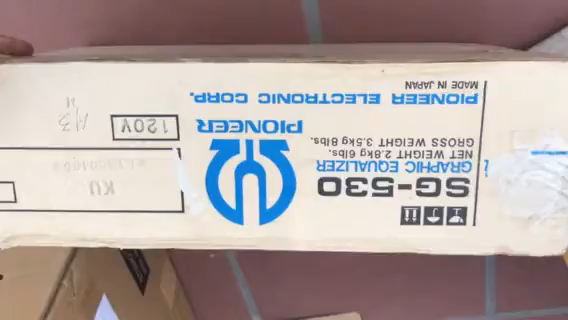 SG-530
GRAPHIC EQUALIZER
NET WEIGHT 2.8kg 6lbs.
GROSS WEIGHT 3.5kg 8lbs.
PIONEER
PIONEER ELECTRONIC CORP.
MADE IN JAPAN
KU
120V